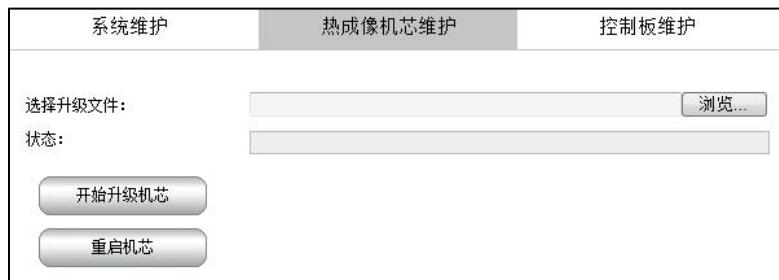 系统维护 热成像机芯维护 控制板维护
选择升级文件： 浏览...
状态：
开始升级机芯
重启机芯